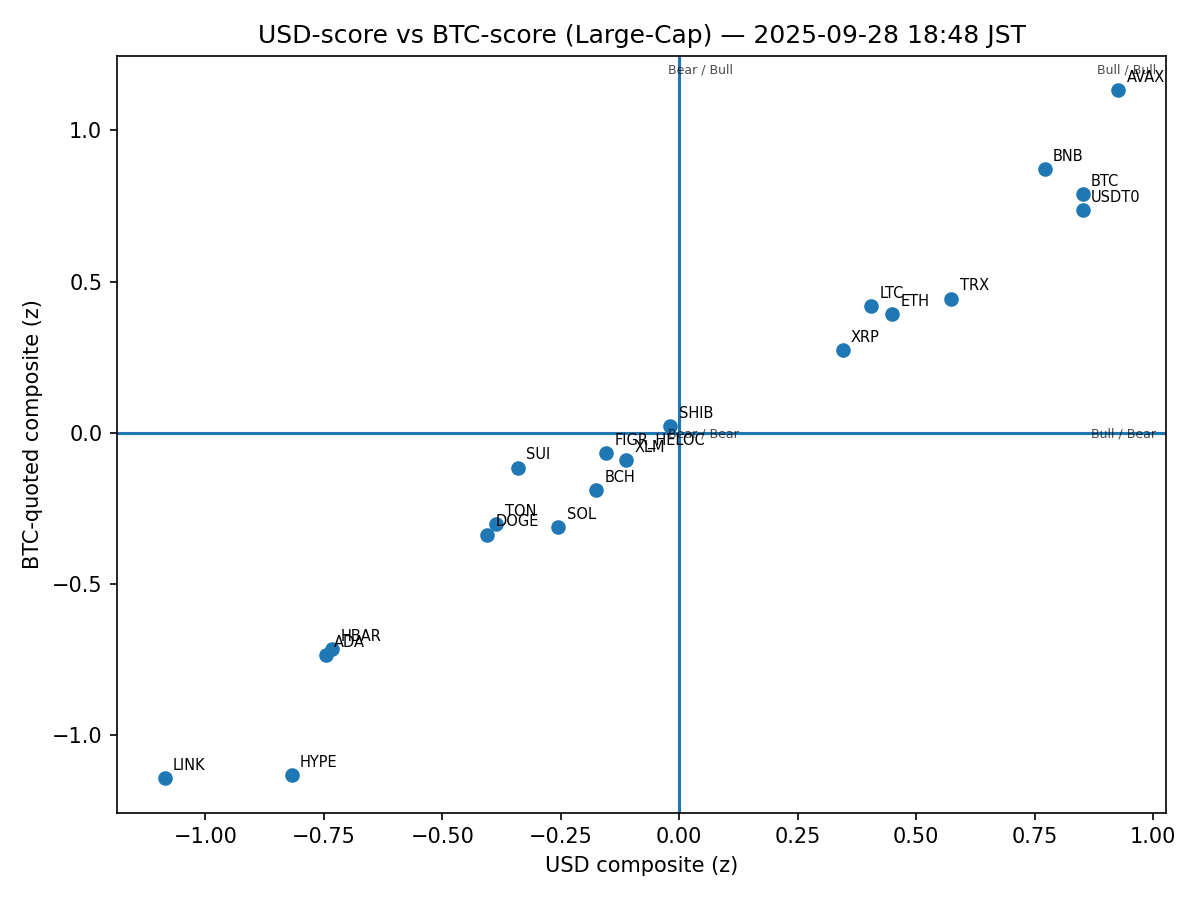 USD-score vs BTC-score (Large-Cap) — 2025-09-28 18:48 JST
Bear / Bull
Bull / Bull
AVAX
1.0
BNB
BTC
USDT0
0.5
TRX
LTC
ETH
XRP
SHIB
0.0
Bear / Bear
Bull / Bear
FIGR_HELOC
XLM
SUI
BCH
TON
DOGE
SOL
−0.5
HBAR
ADA
−1.0
LINK
HYPE
BTC-quoted composite (z)
−1.00
−0.75
−0.50
−0.25
0.00
0.25
0.50
0.75
1.00
USD composite (z)